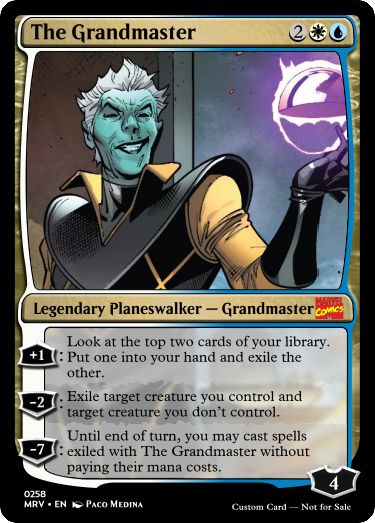 The Grandmaster 2
Legendary Planeswalker — Grandmaster MARVEL COMICS
+1: Look at the top two cards of your library.
Put one into your hand and exile the
other.
-2: Exile target creature you control and
target creature you don't control.
-7: Until end of turn, you may cast spells
exiled with The Grandmaster without
paying their mana costs.
4
0258
MRV • EN Paco Medina
Custom Card — Not for Sale